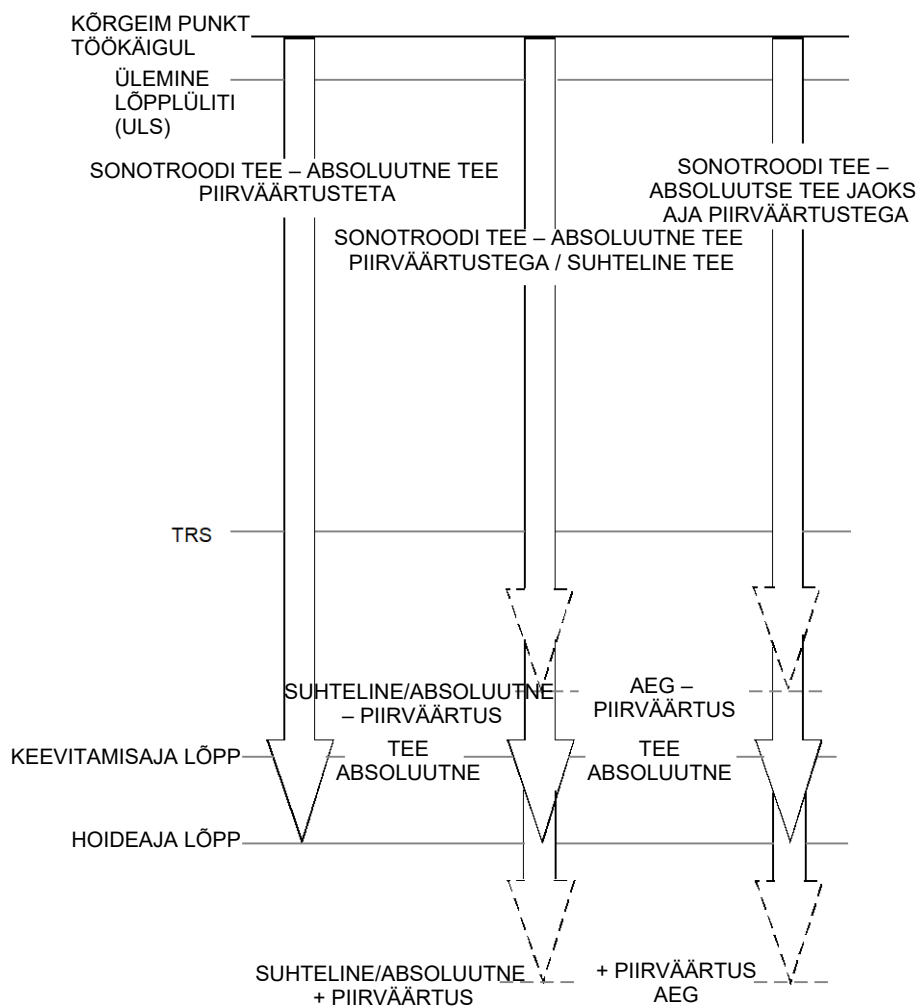 KÕRGEIM PUNKT
TÖÖKÄIGUL
ÜLEMINE
LÕPPLÜLITI
(ULS)
SONOTROODI TEE – ABSOLUUTNE TEE
PIIRVÄÄRTUSTETA
SONOTROODI TEE –
ABSOLUUTSE TEE JAOKS
AJA PIIRVÄÄRTUSTEGA
SONOTROODI TEE – ABSOLUUTNE TEE
PIIRVÄÄRTUSTEGA / SUHTELINE TEE
TRS
SUHTELINE/ABSOLUUTNE
– PIIRVÄÄRTUS
AEG –
PIIRVÄÄRTUS
KEEVITAMISAJA LÕPP
TEE
ABSOLUUTNE
TEE
ABSOLUUTNE
HOIDEAJA LÕPP
SUHTELINE/ABSOLUUTNE
+ PIIRVÄÄRTUS
+ PIIRVÄÄRTUS
AEG